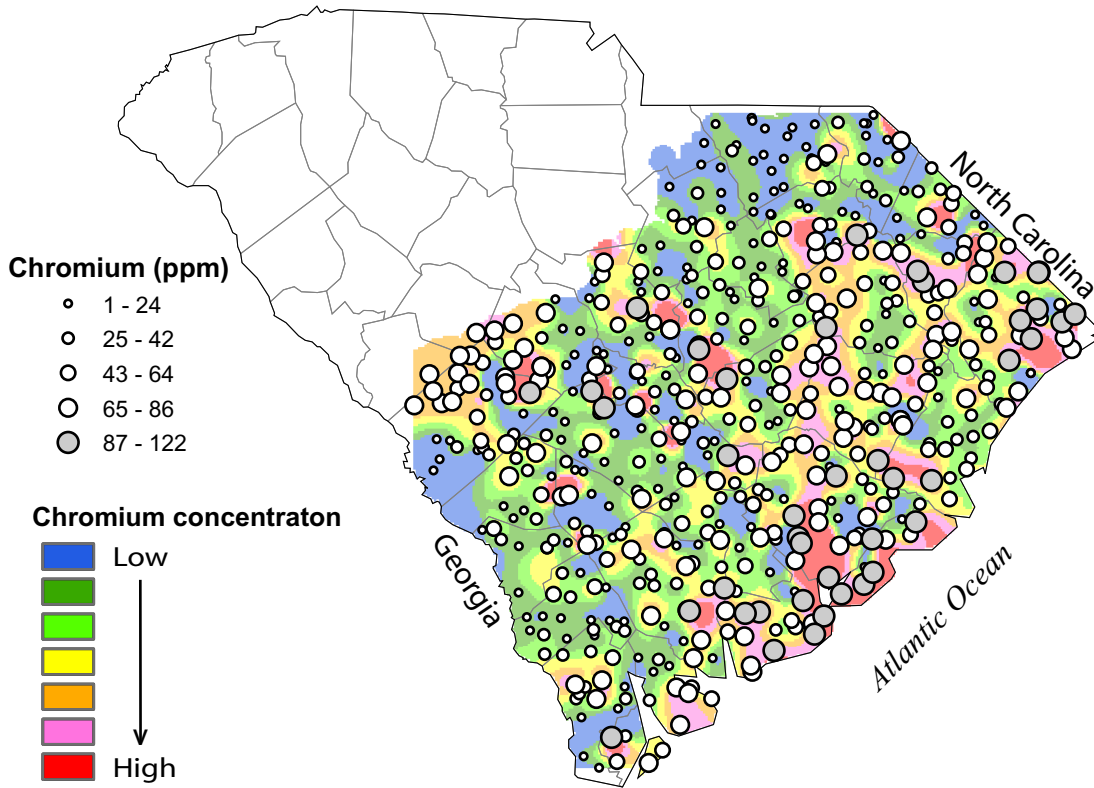 North Carolina
Chromium (ppm)
1 - 24
25 - 42
43 - 64
65 - 86
87 - 122
Chromium concentraton
Low
High
Georgia
Atlantic Ocean